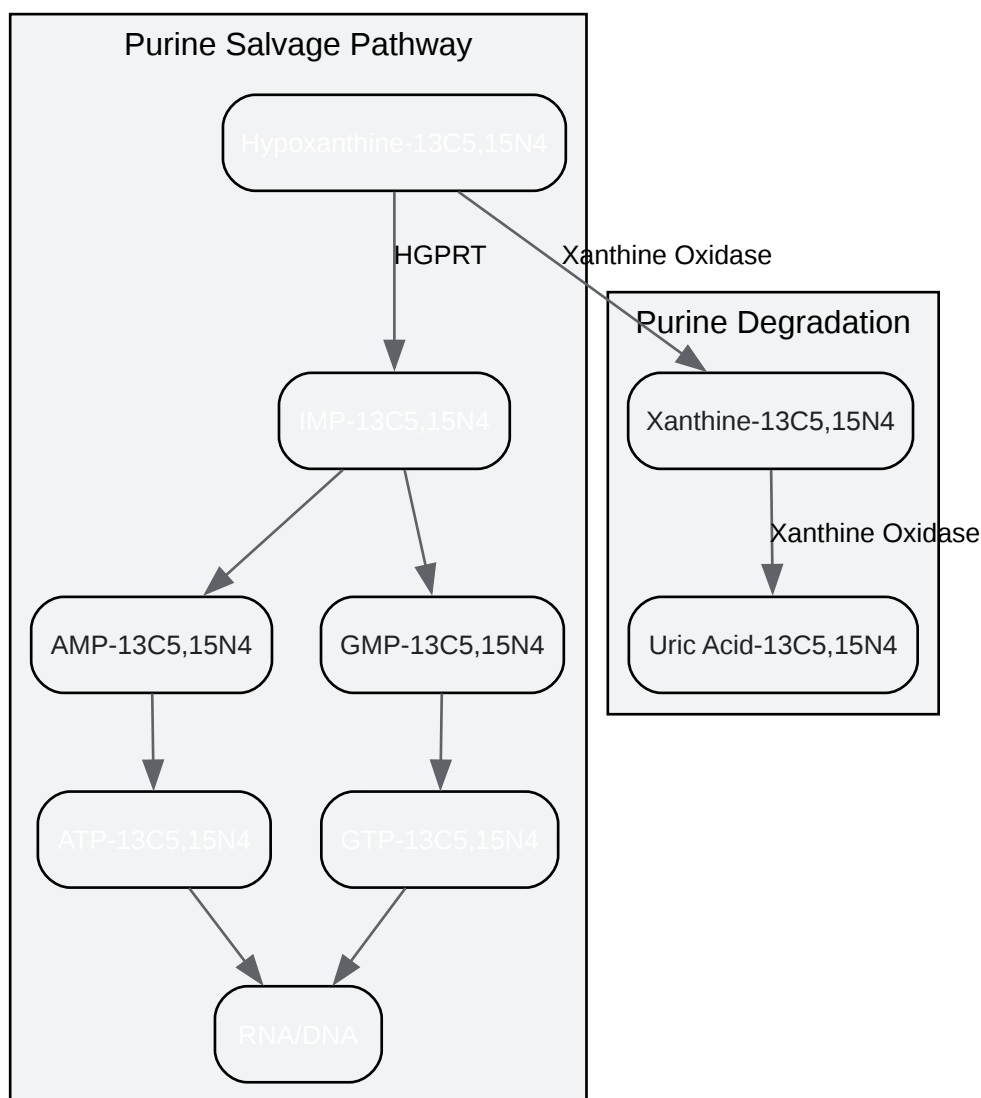 Purine Salvage Pathway
Hypoxanthine-13C5,15N4
HGPRT
Xanthine Oxidase
Purine Degradation
IMP-13C5,15N4
Xanthine-13C5,15N4
Xanthine Oxidase
AMP-13C5,15N4
GMP-13C5,15N4
Uric Acid-13C5,15N4
ATP-13C5,15N4
GTP-13C5,15N4
RNA/DNA